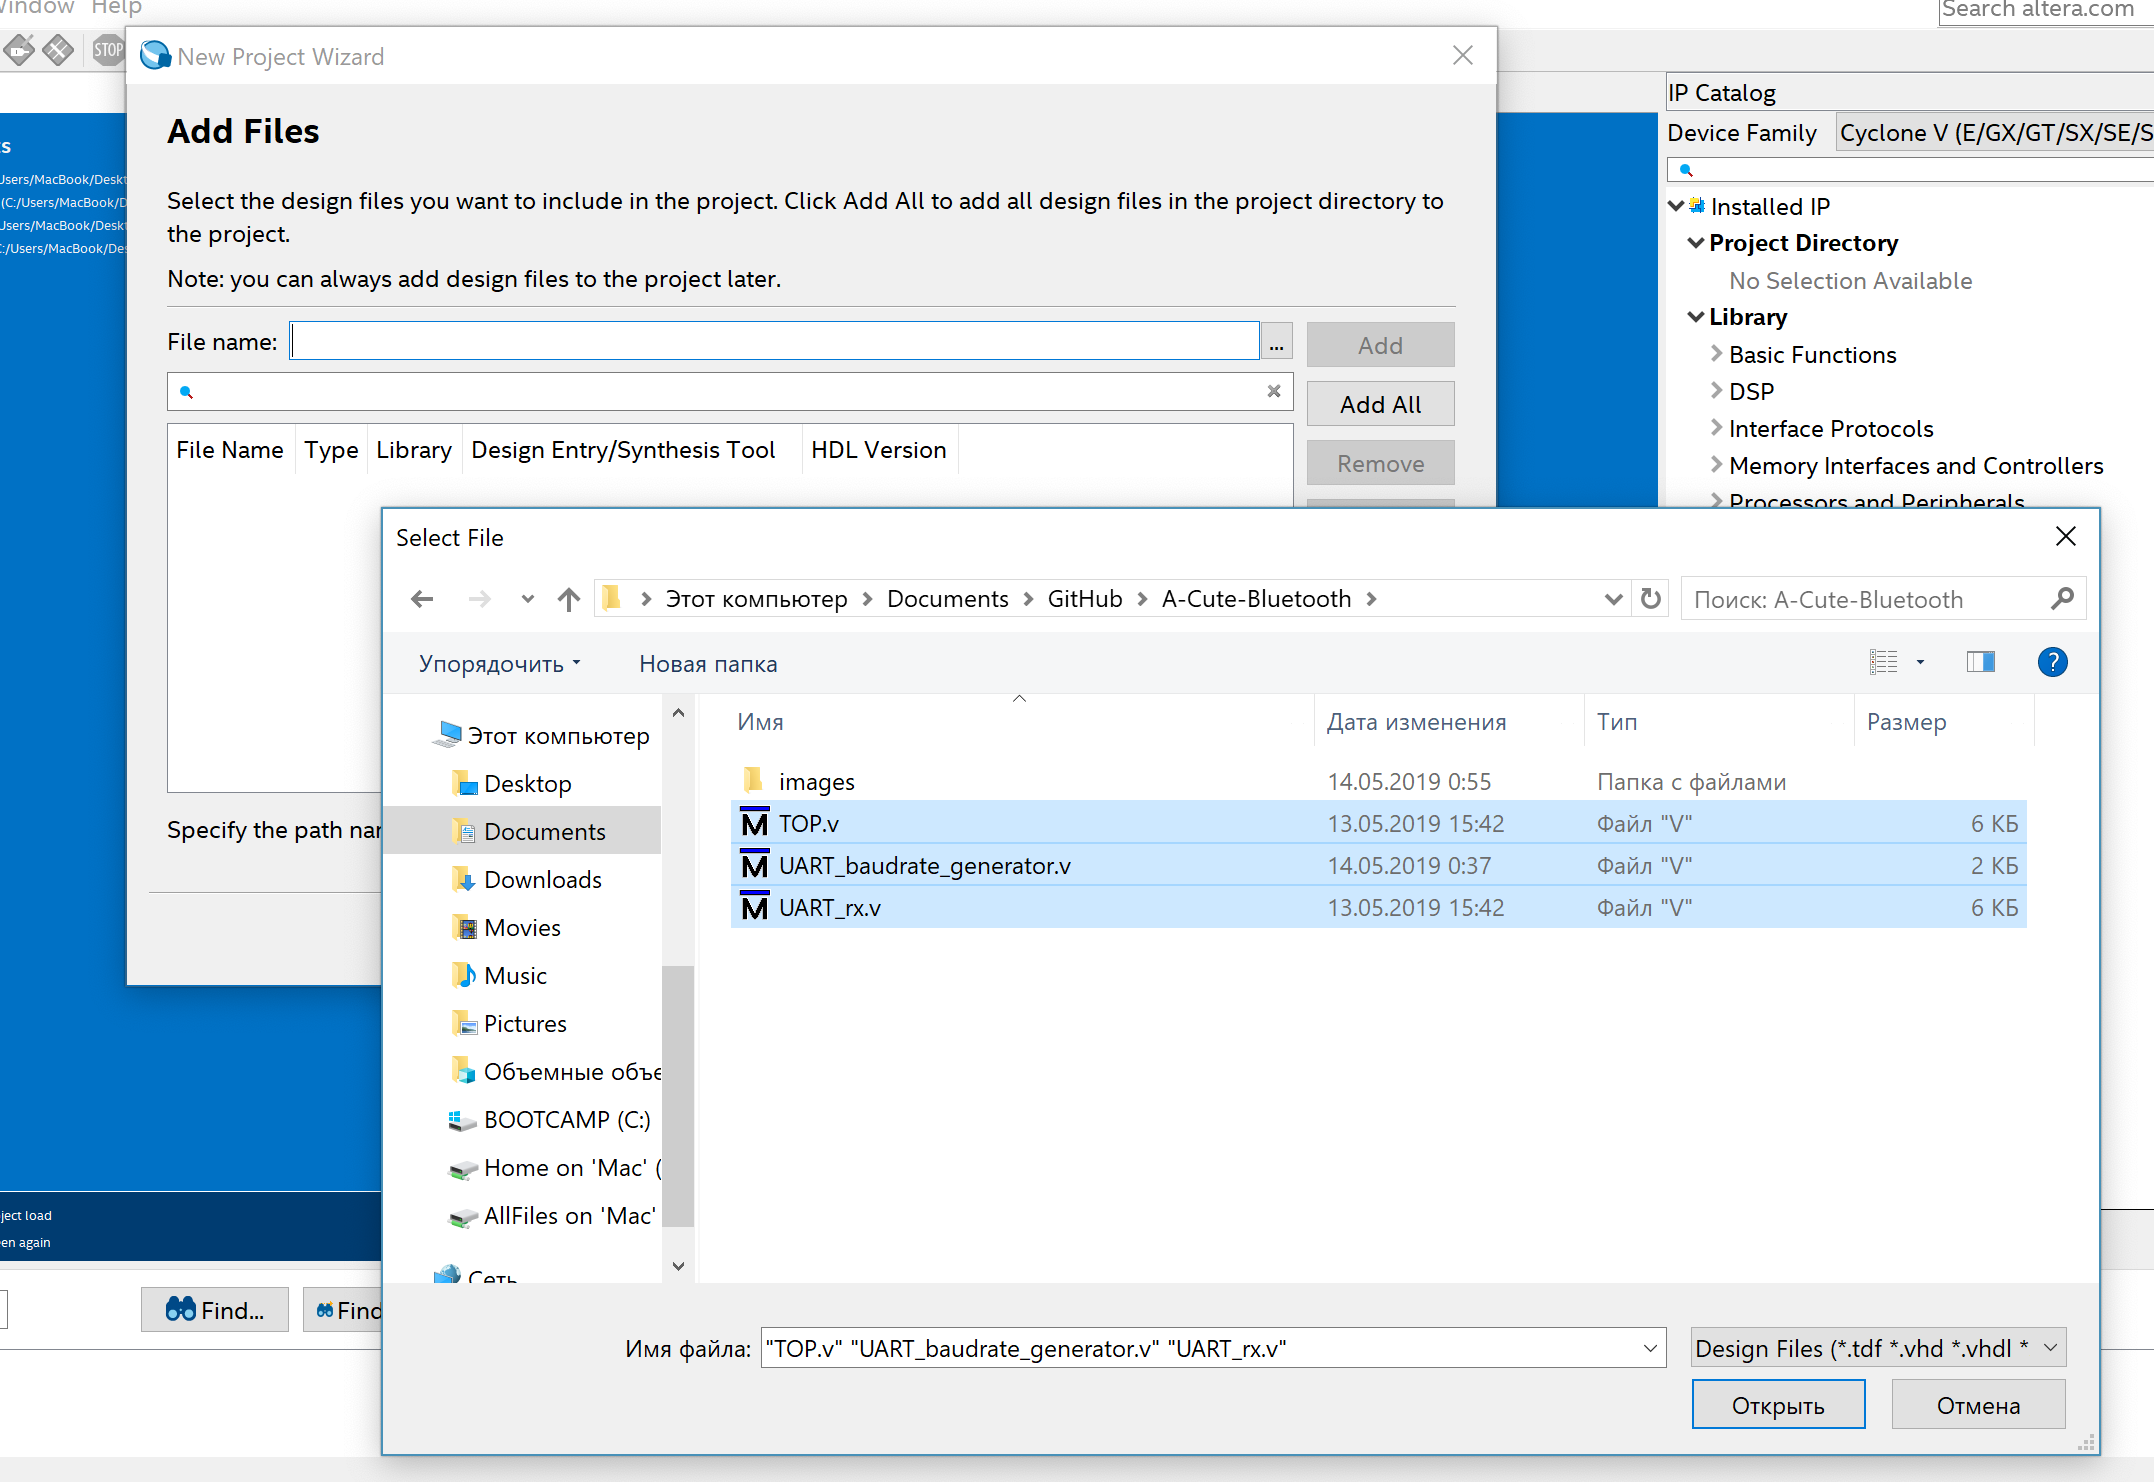 Window Help
Search altera.com
STOP
New Project Wizard
IP Catalog
Device Family Cyclone V (E/GX/GT/SX/SE/S
Add Files
Select the design files you want to include in the project. Click Add All to add all design files in the project directory to
the project.
Note: you can always add design files to the project later.
File name:
...
Add
Add All
Remove
File Name Type Library Design Entry/Synthesis Tool HDL Version
Specify the path nar
ts
Users/MacBook/Deskt
(C:/Users/MacBook/D
Users/MacBook/Deskt
C:/Users/MacBook/Des
Installed IP
Project Directory
No Selection Available
Library
Basic Functions
DSP
Interface Protocols
Memory Interfaces and Controllers
Processors and Peripherals
Select File
Этот компьютер Documents GitHub A-Cute-Bluetooth
Поиск: A-Cute-Bluetooth
Упорядочить Новая папка
?
Этот компьютер
Desktop
Documents
Downloads
Movies
Music
Pictures
Объемные объе
BOOTCAMP (C:)
Home on 'Mac' (
AllFiles on 'Mac'
Сеть
Имя Дата изменения Тип Размер
images 14.05.2019 0:55 Папка с файлами
TOP.v 13.05.2019 15:42 Файл "V" 6 КБ
UART_baudrate_generator.v 14.05.2019 0:37 Файл "V" 2 КБ
UART_rx.v 13.05.2019 15:42 Файл "V" 6 КБ
Имя файла: "TOP.v" "UART_baudrate_generator.v" "UART_rx.v"
Design Files (*.tdf *.vhd *.vhdl *
Открыть Отмена
ject load
en again
Find... Find